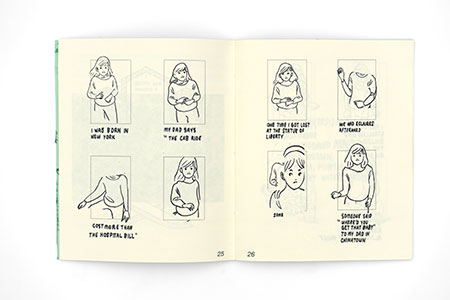 I WAS BORN IN
NEW YORK
MY DAD SAYS
"THE CAB RIDE
COST MORE THAN
THE HOSPITAL BILL"
25
ONE TIME I GOT LOST
AT THE STATUE OF
LIBERTY
WE HAD ECLAIRS
AFTERWARD
SOME
SOMEONE SAID
"WHERE'D YOU
GET THAT BABY"
TO MY DAD IN
CHINATOWN
26